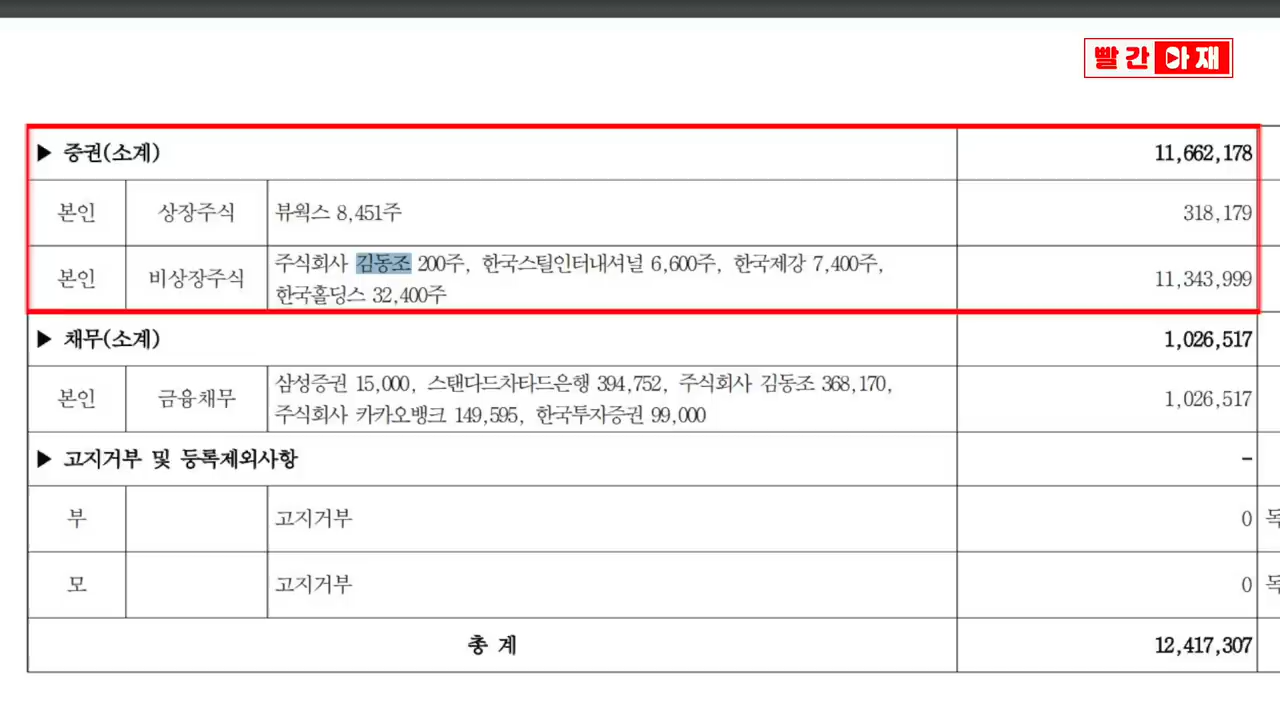 빨간아재
▶ 증권(소계) 11,662,178
본인 상장주식 뷰웍스 8,451주 318,179
본인 비상장주식 주식회사 김동조 200주, 한국스틸인터내셔널 6,600주, 한국제강 7,400주,
한국홀딩스 32,400주 11,343,999
▶ 채무(소계) 1,026,517
본인 금융채무 삼성증권 15,000, 스탠다드차타드은행 394,752, 주식회사 김동조 368,170,
주식회사 카카오뱅크 149,595, 한국투자증권 99,000 1,026,517
▶ 고지거부 및 등록제외사항 -
부 고지거부 0
모 고지거부 0
총 계 12,417,307